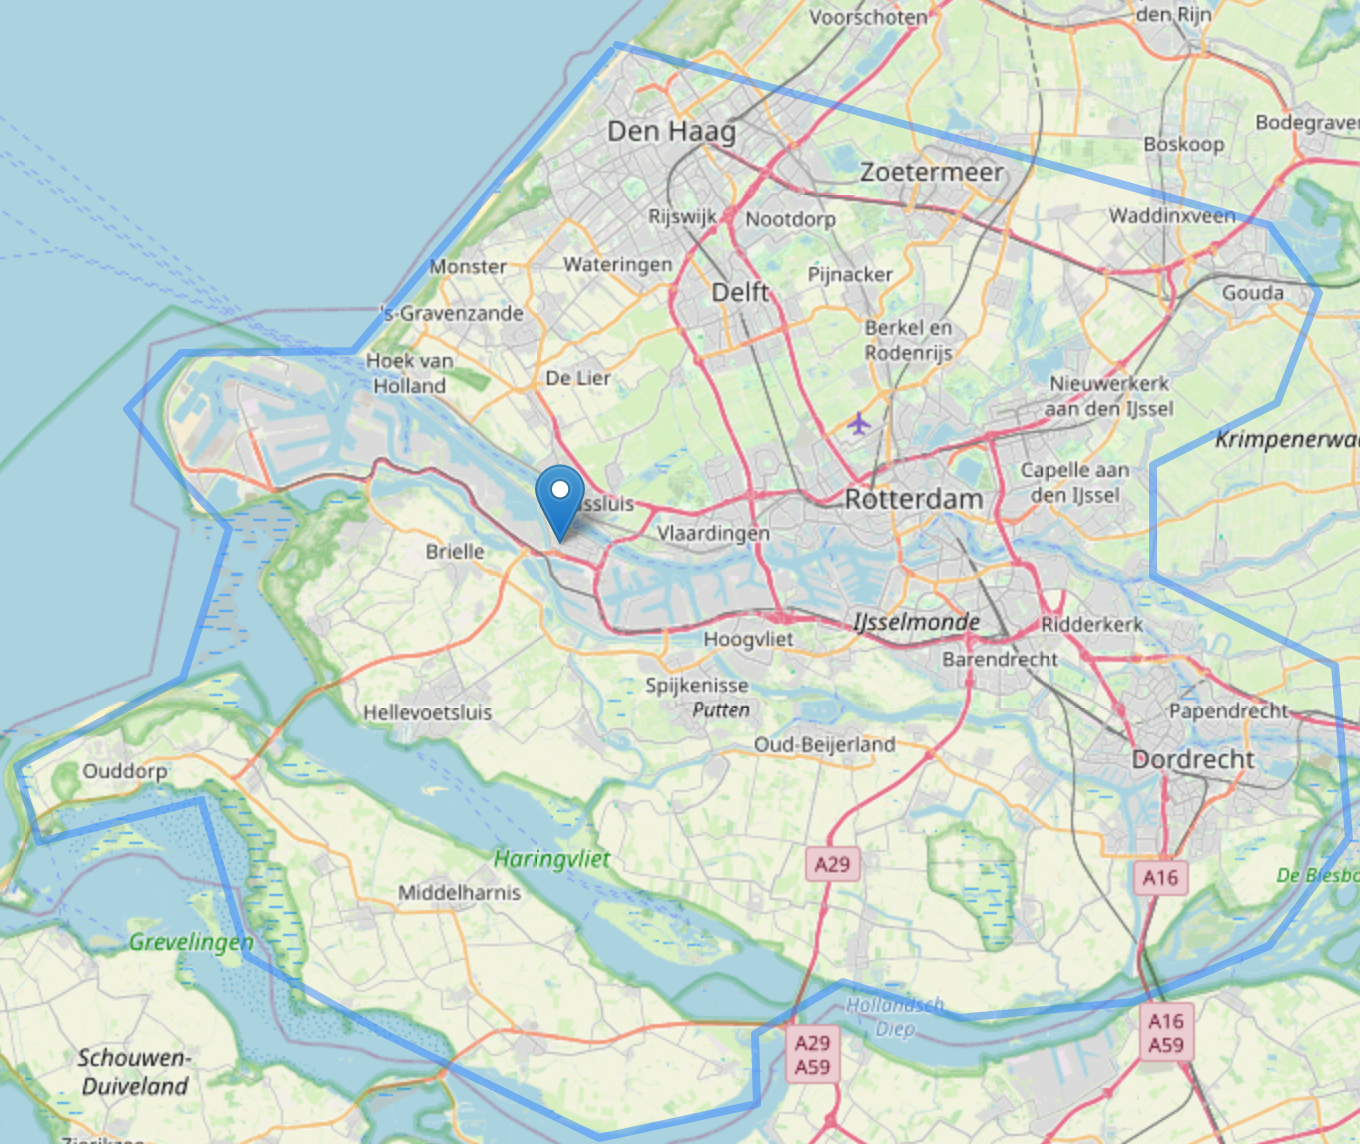 Voorschoten
den Rijn
Den Haag
Bodegraven
Boskoop
Zoetermeer
Rijswijk
Nootdorp
Waddinxveen
Monster
Wateringen
Pijnacker
Delft
Gouda
's-Gravenzande
Berkel en
Rodenrijs
Hoek van
Holland
De Lier
Nieuwerkerk
aan den IJssel
Krimpenerwaa
Capelle aan
den IJssel
Rotterdam
ssluis
Vlaardingen
Brielle
IJsselmonde
Ridderkerk
Hoogvliet
Barendrecht
Spijkenisse
Putten
Hellevoetsluis
Papendrecht
Oud-Beijerland
Dordrecht
Ouddorp
Haringvliet
A29
A16
De Biesbo
Middelharnis
Grevelingen
Hollandsch
Diep
A16
A59
A29
A59
Schouwen-
Duiveland